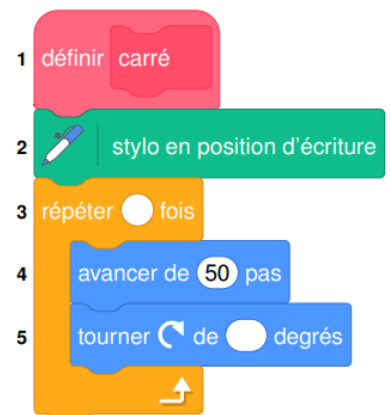 1 définir carré
2 stylo en position d'écriture
3 répéter fois
4 avancer de 50 pas
5 tourner de degrés